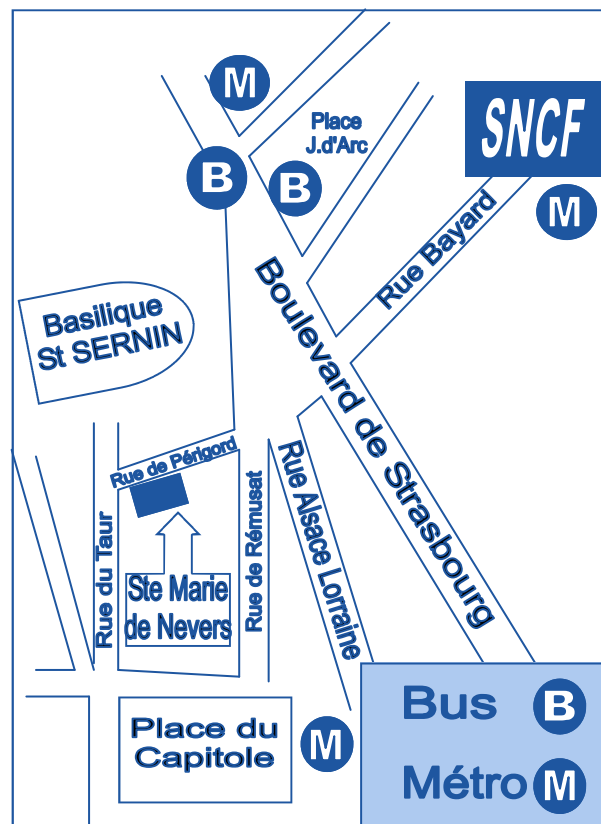 M
Place
J.d'Arc
SNCF
B
B
M
Rue Bayard
Boulevard de Strasbourg
Basilique
St SERNIN
Rue de Périgord
Rue du Taur
Rue de Rémusat
Rue Alsace Lorraine
Ste Marie
de Nevers
Place du
Capitole
M
Bus B
Métro M